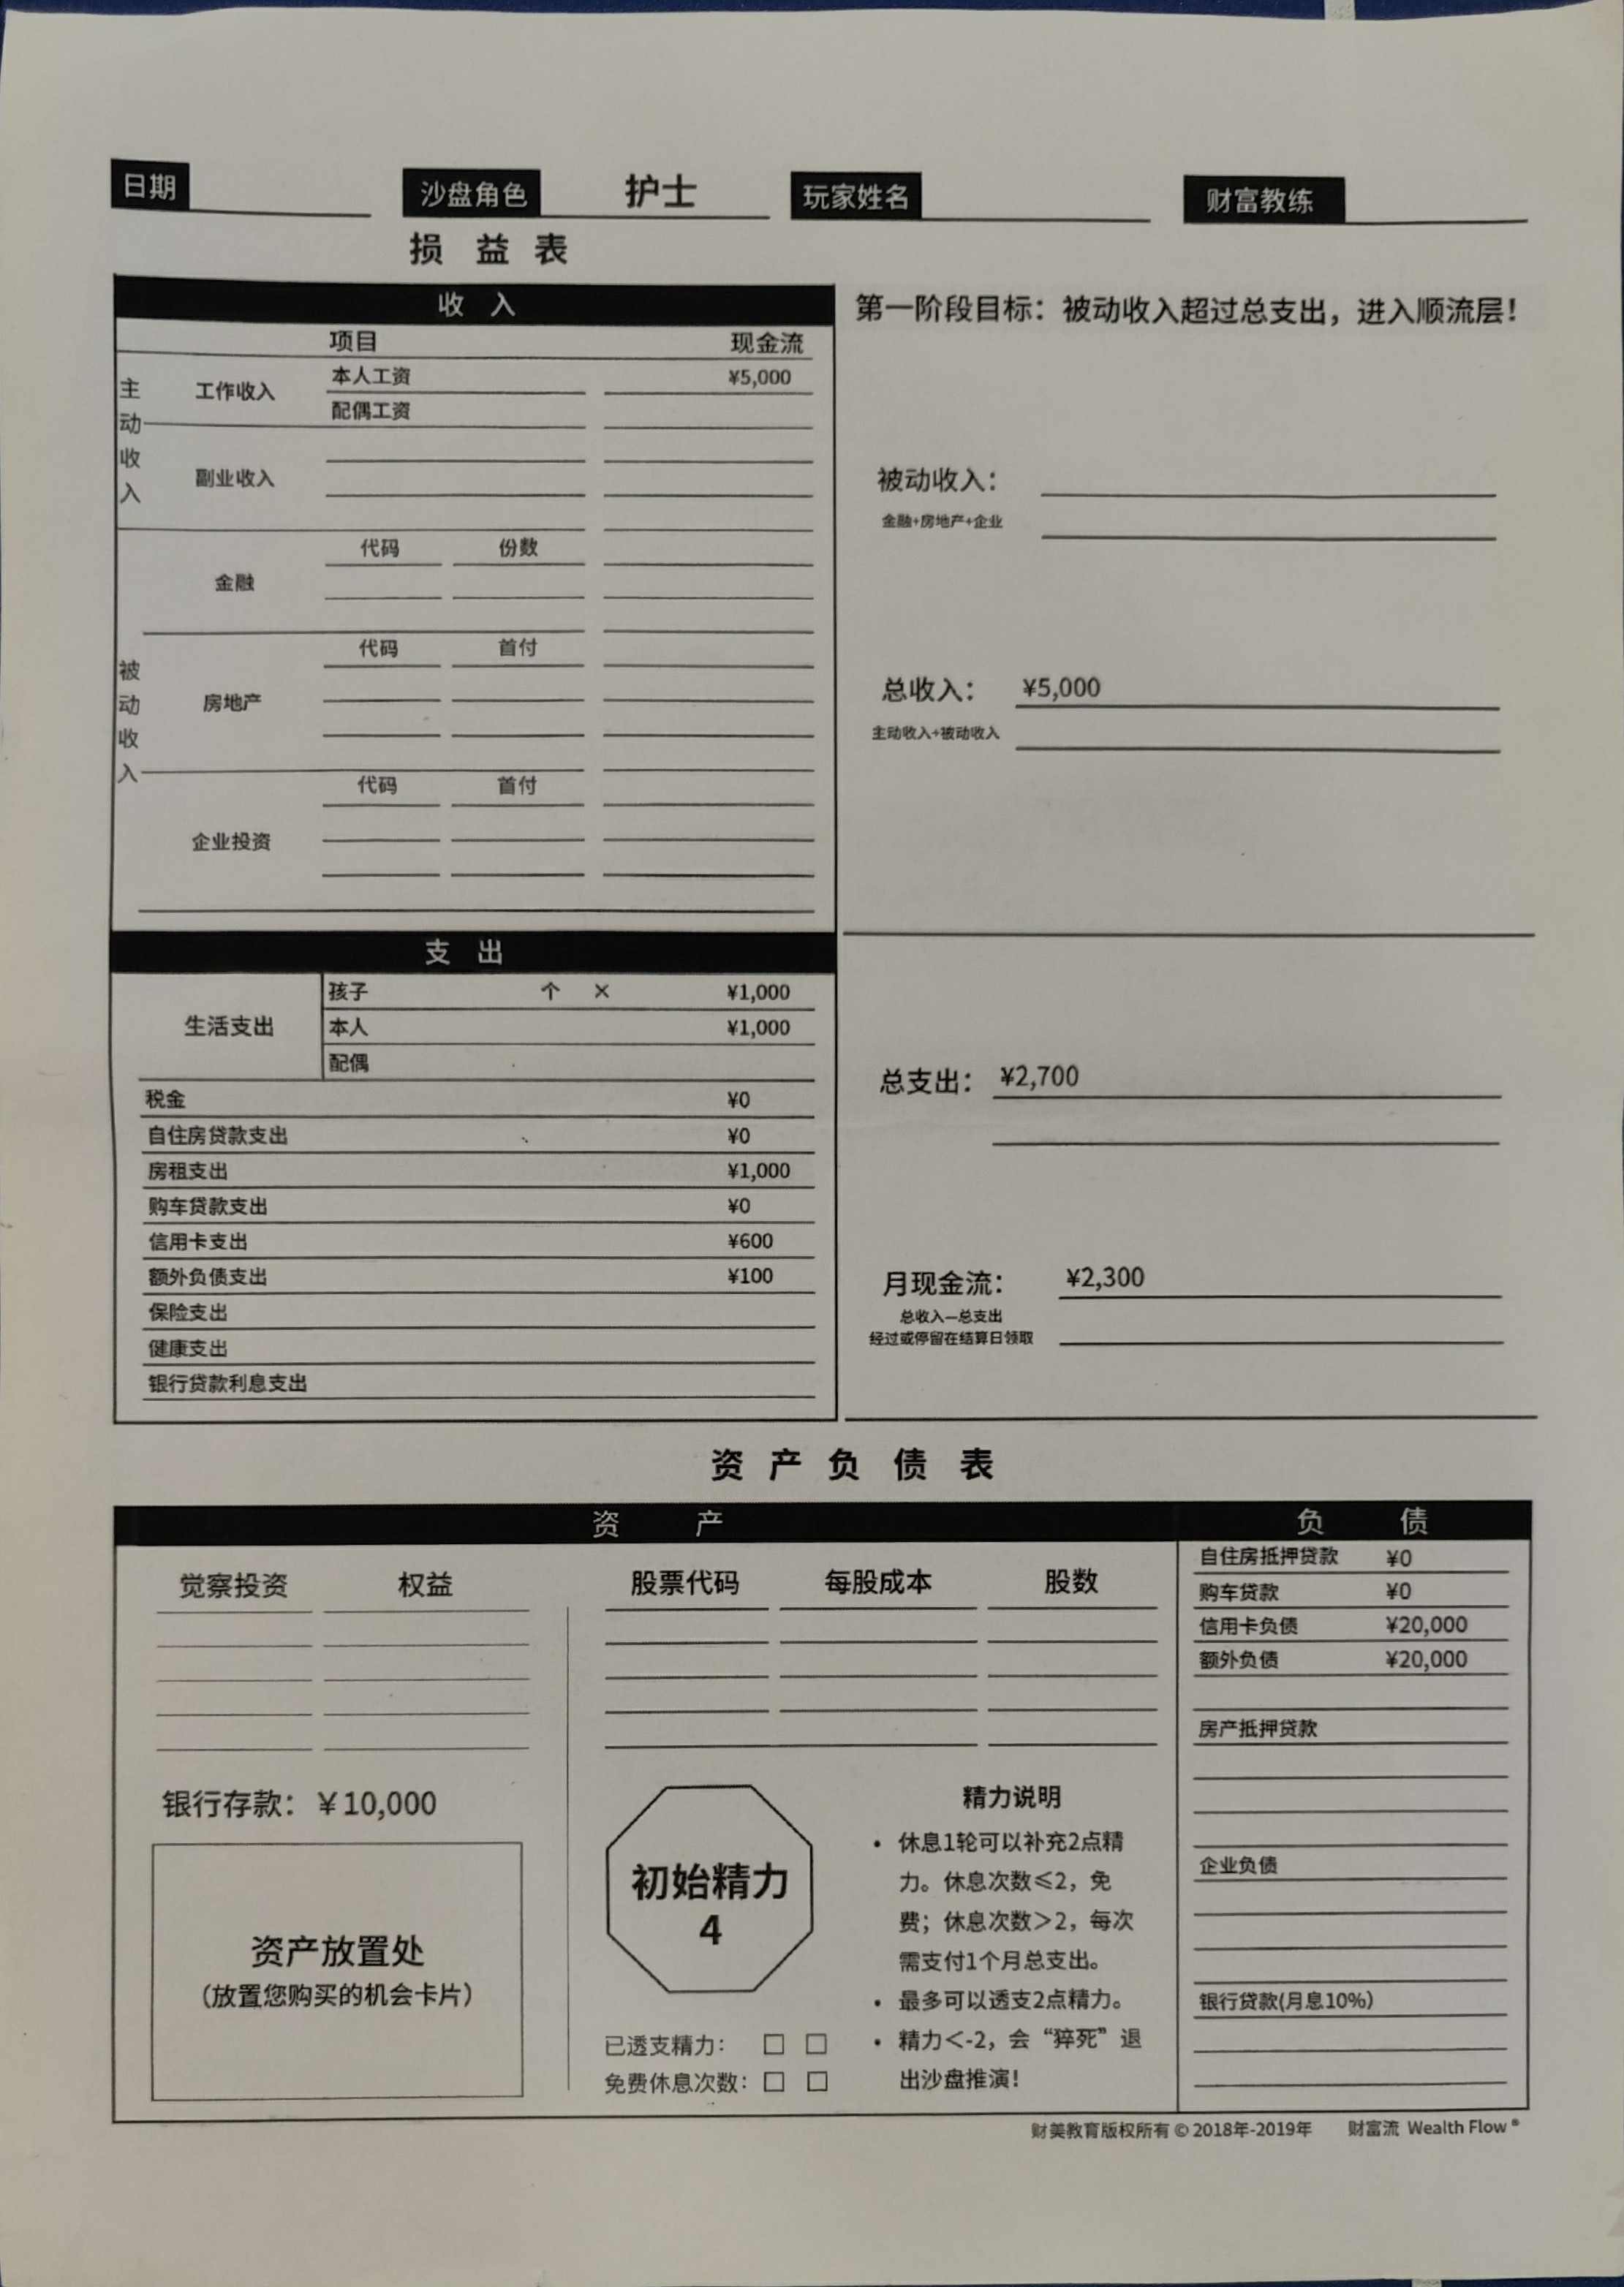 日期 沙盘角色 护士 玩家姓名 财富教练
损 益 表
收 入
项目 现金流
主动收入
工作收入 本人工资 ¥5,000
配偶工资
副业收入
被动收入
金融 代码 份数
房地产 代码 首付
企业投资 代码 首付
第一阶段目标：被动收入超过总支出，进入顺流层！
被动收入：
金融+房地产+企业
总收入： ¥5,000
主动收入+被动收入
支 出
生活支出
孩子 个 × ¥1,000
本人 ¥1,000
配偶
税金 ¥0
自住房贷款支出 ¥0
房租支出 ¥1,000
购车贷款支出 ¥0
信用卡支出 ¥600
额外负债支出 ¥100
保险支出
健康支出
银行贷款利息支出
总支出： ¥2,700
月现金流： ¥2,300
总收入—总支出
经过或停留在结算日领取
资 产 负 债 表
资 产
觉察投资 权益 股票代码 每股成本 股数
银行存款：￥10,000
资产放置处
（放置您购买的机会卡片）
初始精力
4
已透支精力： □ □
免费休息次数：□ □
精力说明
• 休息1轮可以补充2点精
力。休息次数≤2，免
费；休息次数＞2，每次
需支付1个月总支出。
• 最多可以透支2点精力。
• 精力＜-2，会“猝死”退
出沙盘推演！
负 债
自住房抵押贷款 ¥0
购车贷款 ¥0
信用卡负债 ¥20,000
额外负债 ¥20,000
房产抵押贷款
企业负债
银行贷款(月息10%)
财美教育版权所有 © 2018年-2019年 财富流 Wealth Flow ®